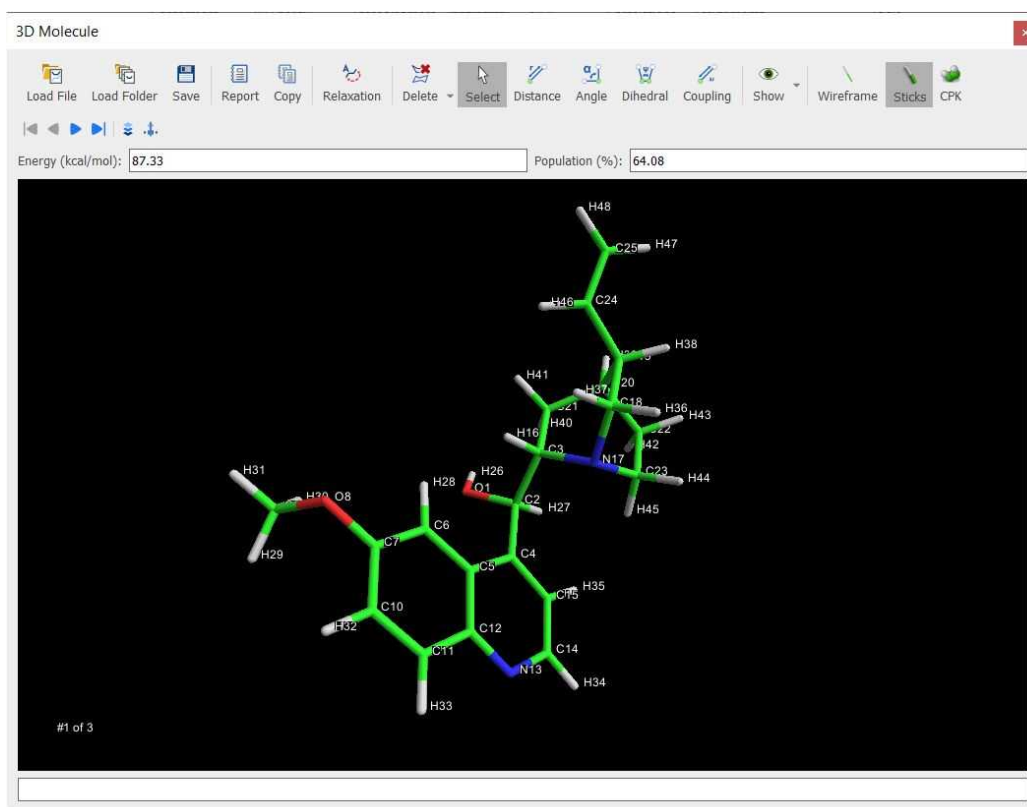 3D Molecule
Load File Load Folder Save Report Copy Relaxation Delete Select Distance Angle Dihedral Coupling Show Wireframe Sticks CPK
Energy (kcal/mol): 87.33 Population (%): 64.08
H48
C25 H47
H46 C24
H38
H41 H37 20
C21 C18 H36 H43
H40 C22
H16 C3 H42
N17 C23
H26 H44
H31 H28 O1 C2
O8 H27 H45
C6
C7 C4
H29 C5
H35
C10 C15
H32 C12
C11 C14
N13
H34
H33
#1 of 3